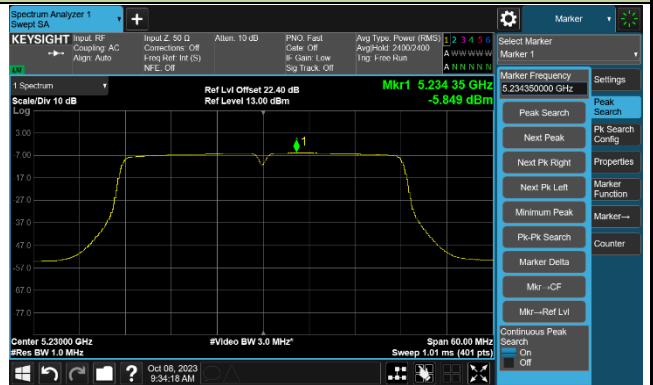 Spectrum Analyzer 1
Swept SA
Marker
KEYSIGHT
Input: RF
Coupling: AC
Align: Auto
Input Z: 50 Ω
Corrections: Off
Freq Ref: Int (S)
NFE: Off
Atten: 10 dB
PNO: Fast
Gate: Off
IF Gain: Low
Sig Track: Off
Avg Type: Power (RMS)
Avg|Hold: 2400/2400
Trig: Free Run
1 2 3 4 5 6
A W W W W W
A N N N N N
LU
1 Spectrum
Scale/Div 10 dB
Ref Lvl Offset 22.40 dB
Ref Level 13.00 dBm
Mkr1 5.234 35 GHz
-5.849 dBm
Log
3.00
-7.00
-17.0
-27.0
-37.0
-47.0
-57.0
-67.0
-77.0
1
Center 5.23000 GHz
#Res BW 1.0 MHz
#Video BW 3.0 MHz*
Span 60.00 MHz
Sweep 1.01 ms (401 pts)
Oct 08, 2023
9:34:18 AM
Select Marker
Marker 1
Marker Frequency
5.234350000 GHz
Peak Search
Next Peak
Next Pk Right
Next Pk Left
Minimum Peak
Pk-Pk Search
Marker Delta
Mkr→CF
Mkr→Ref Lvl
Continuous Peak
Search
On
Off
Settings
Peak
Search
Pk Search
Config
Properties
Marker
Function
Marker→
Counter